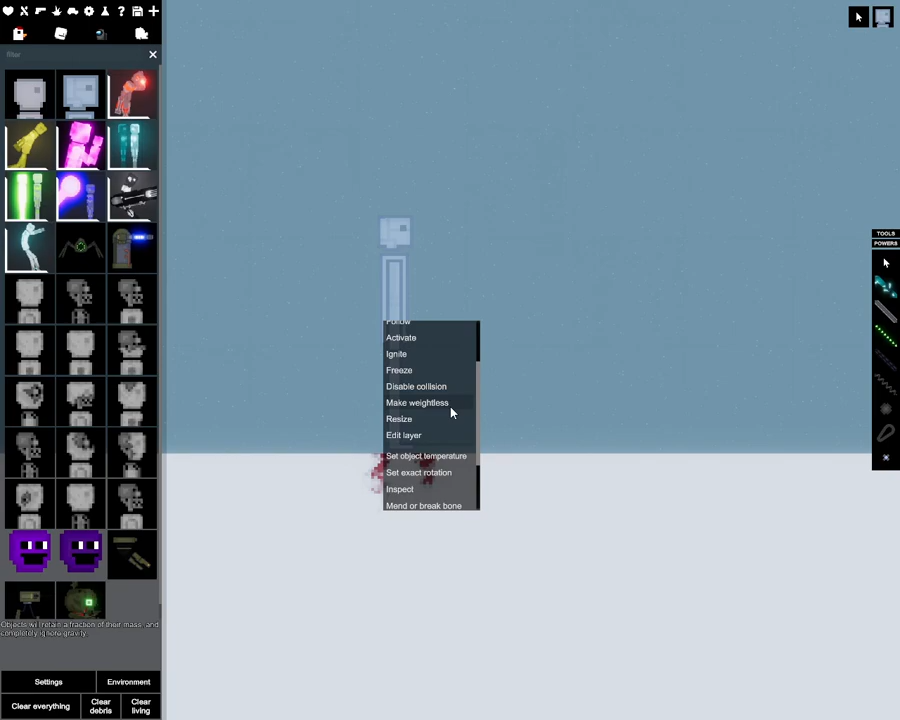 filter
TOOLS
POWERS
Follow
Activate
Ignite
Freeze
Disable collision
Make weightless
Resize
Edit layer
Set object temperature
Set exact rotation
Inspect
Mend or break bone
Objects will retain a fraction of their mass, and
completely ignore gravity.
Settings
Environment
Clear everything
Clear
debris
Clear
living